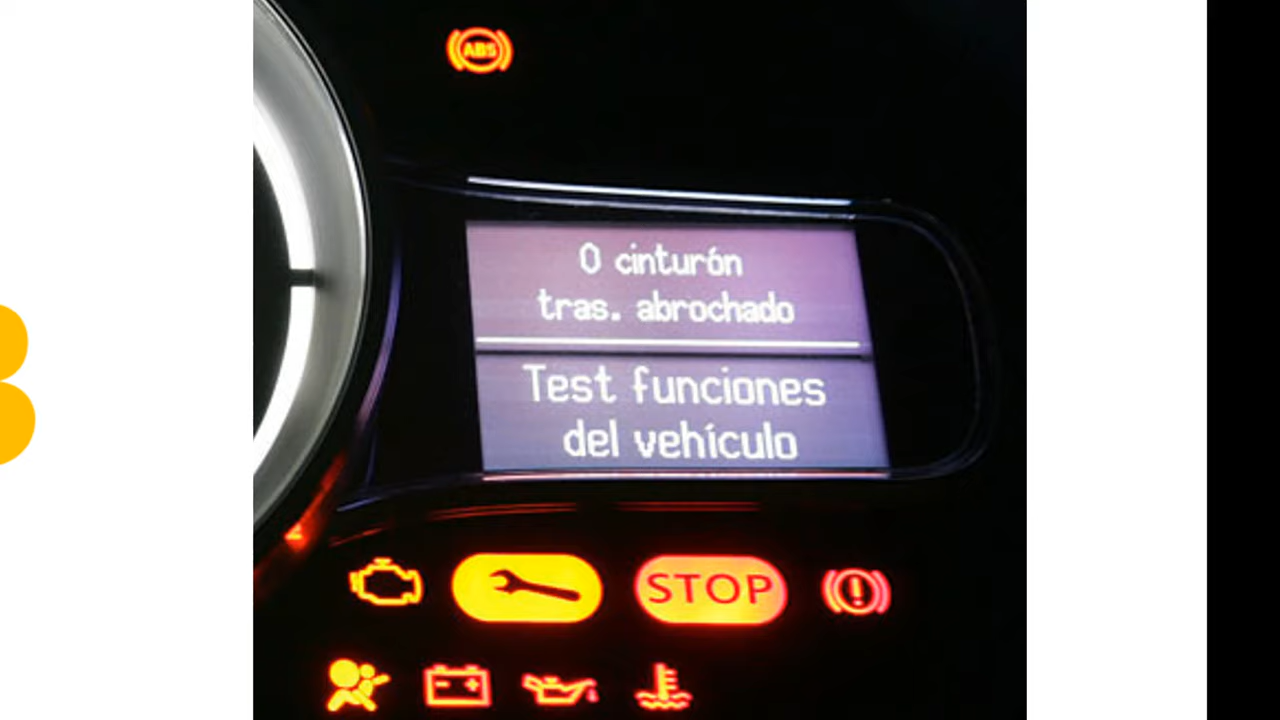 ABS
0 cinturón
tras. abrochado
Test funciones
del vehículo
STOP